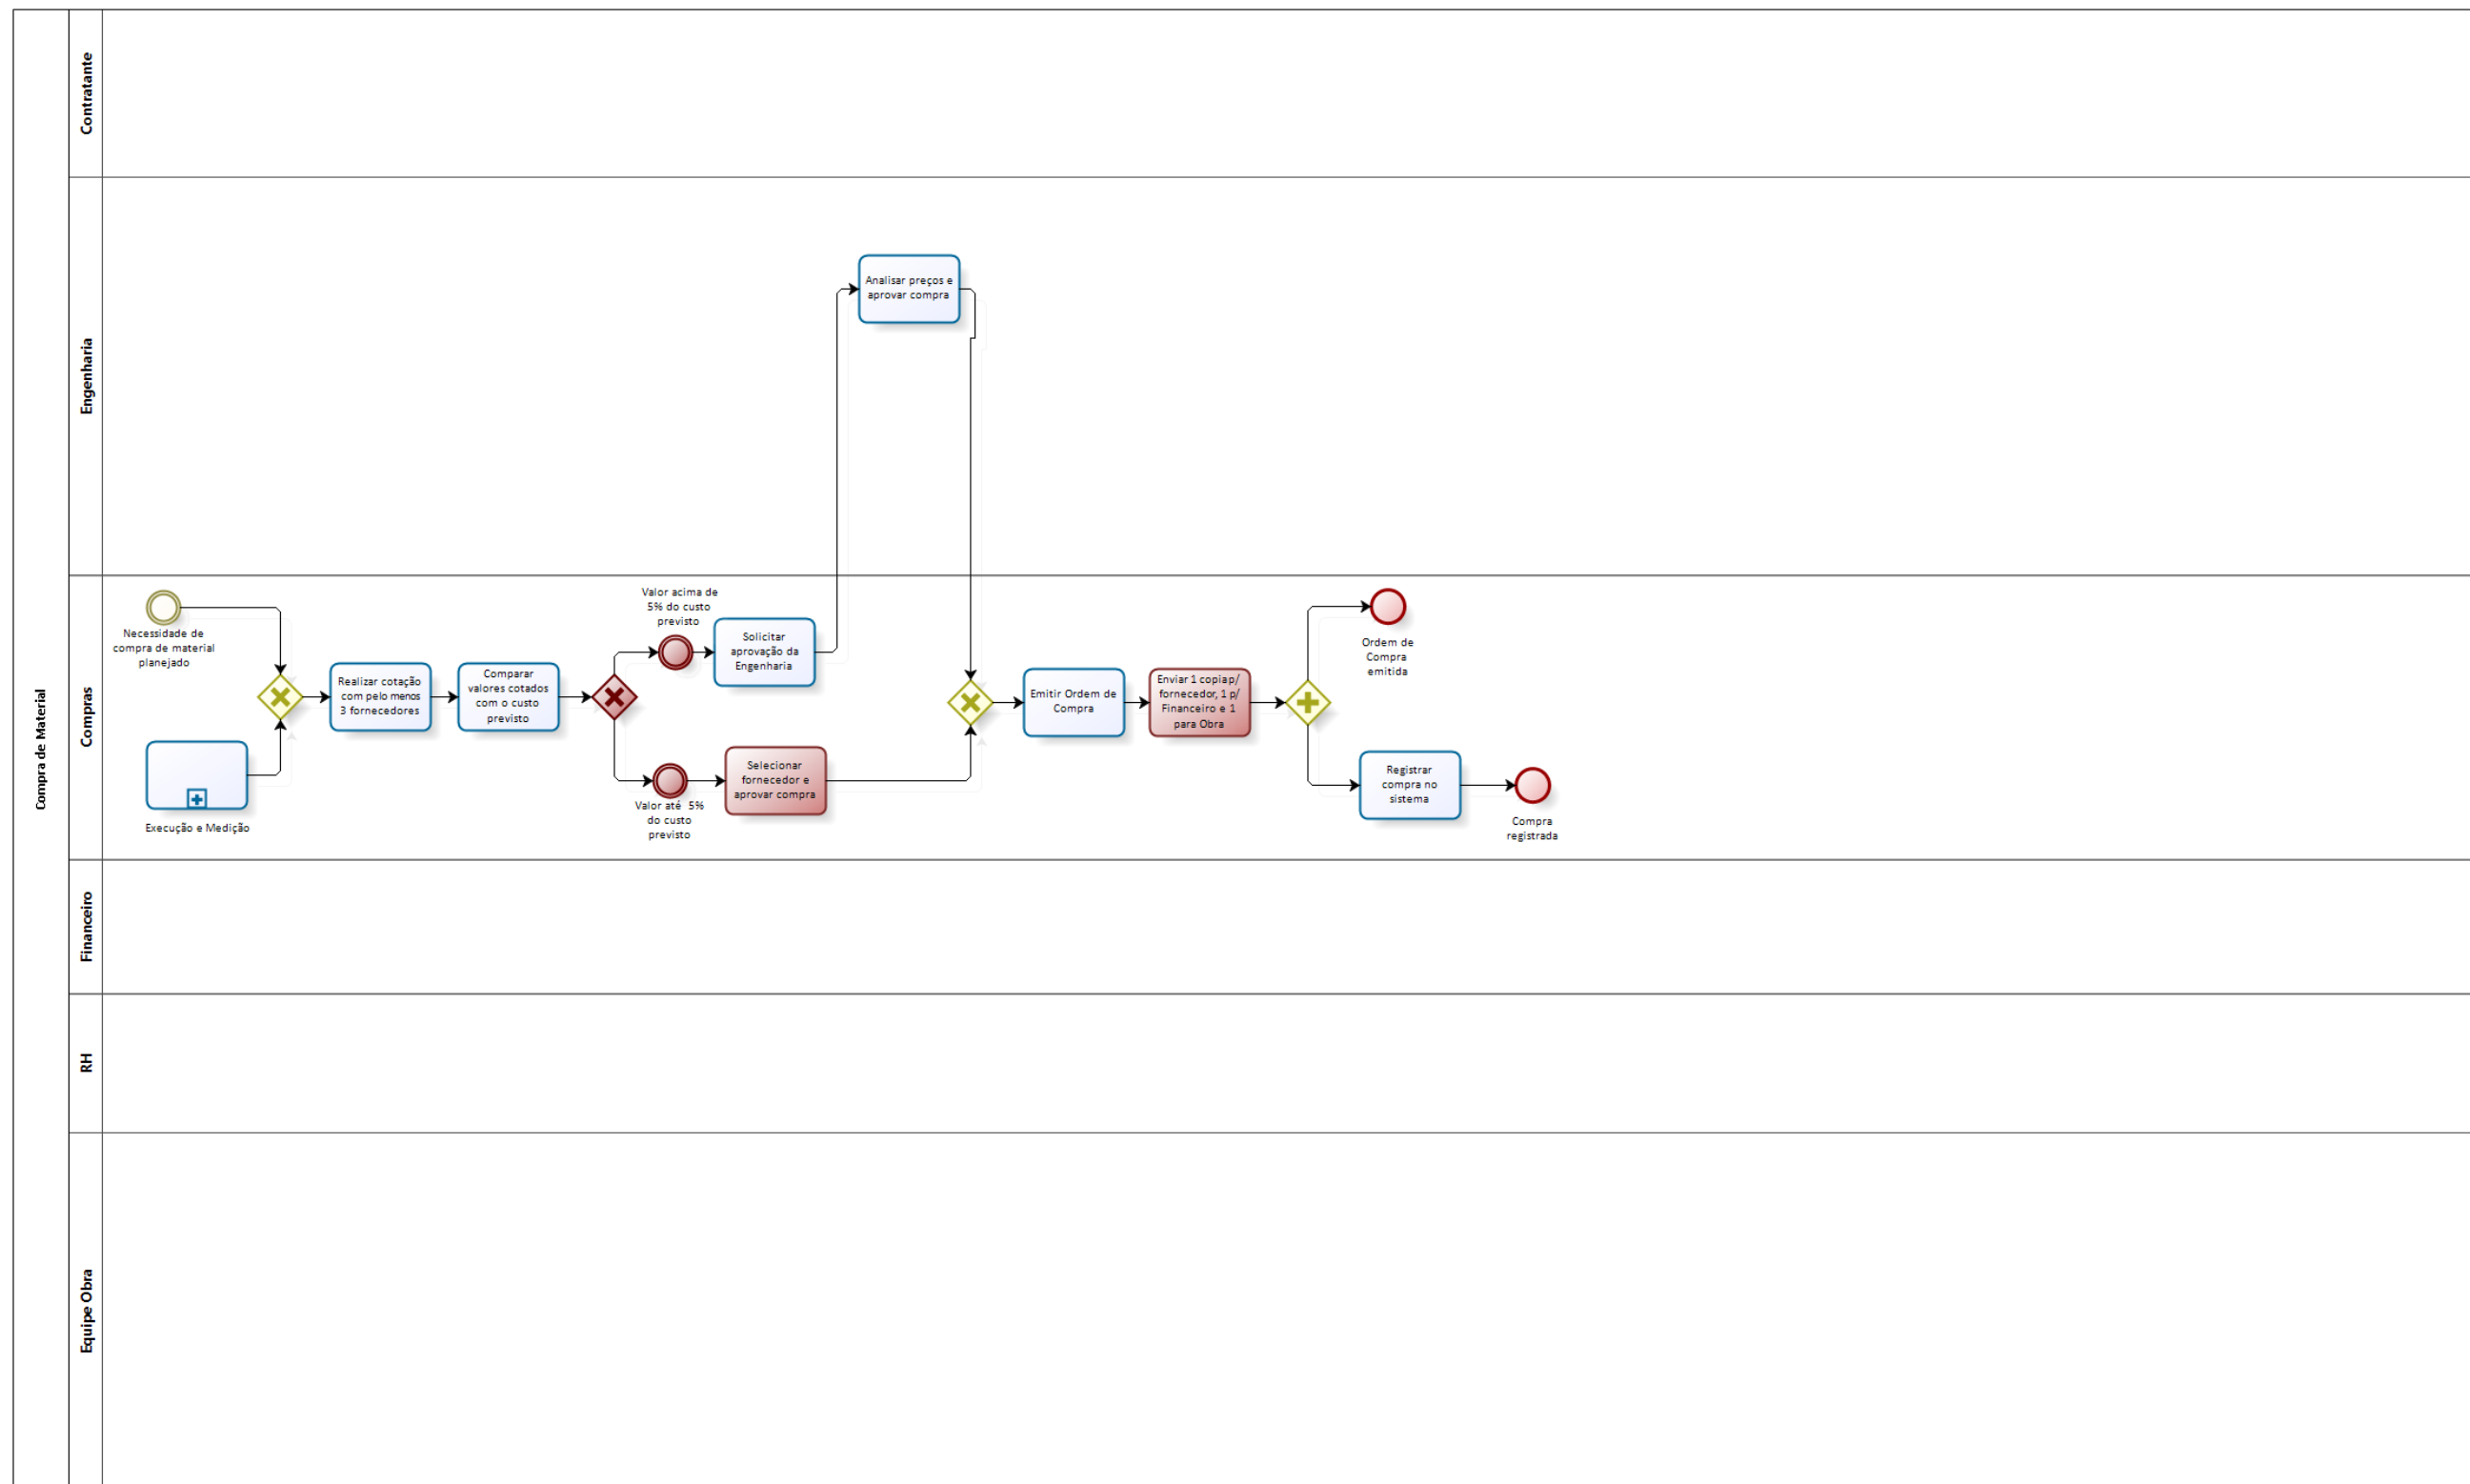 Compra de Material
Contratante
Engenharia
Analisar preços e
aprovar compra
Compras
Necessidade de
compra de material
planejado
Execução e Medição
Realizar cotação
com pelo menos
3 fornecedores
Comparar
valores cotados
com o custo
previsto
Valor acima de
5% do custo
previsto
Solicitar
aprovação da
Engenharia
Valor até 5%
do custo
previsto
Selecionar
fornecedor e
aprovar compra
Emitir Ordem de
Compra
Enviar 1 copiap/
fornecedor, 1 p/
Financeiro e 1
para Obra
Ordem de
Compra
emitida
Registrar
compra no
sistema
Compra
registrada
Financeiro
RH
Equipe Obra